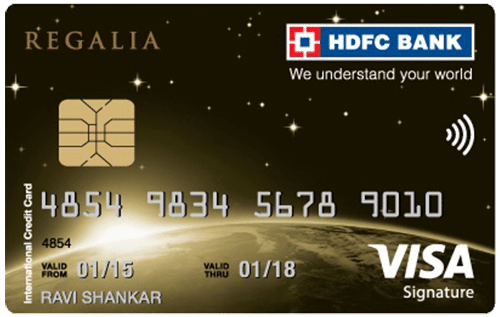 REGALIA
HDFC BANK
We understand your world
International Credit Card
4854 9834 5678 9010
4854
VALID FROM 01/15 VALID THRU 01/18
RAVI SHANKAR
VISA
Signature